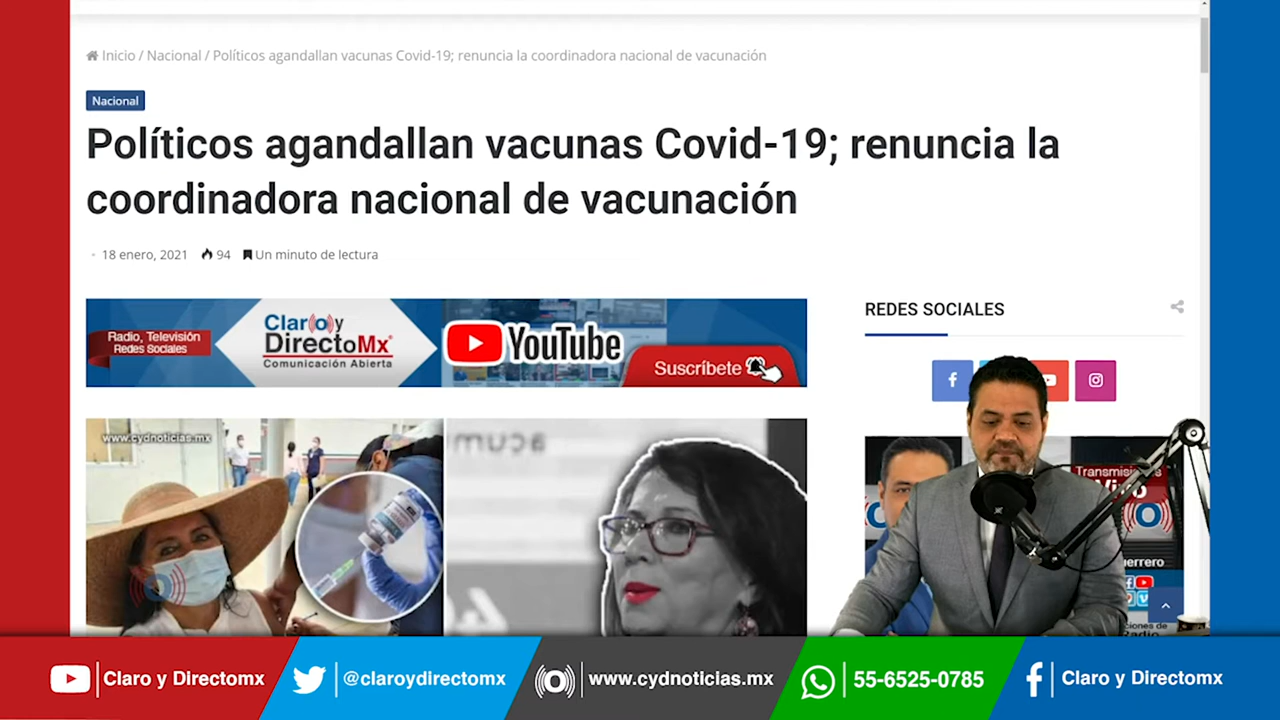 Inicio / Nacional / Políticos agandallan vacunas Covid-19; renuncia la coordinadora nacional de vacunación
Nacional
Políticos agandallan vacunas Covid-19; renuncia la
coordinadora nacional de vacunación
18 enero, 2021 94 Un minuto de lectura
REDES SOCIALES
Radio, Televisión
Redes Sociales
Claro y
DirectoMx
Comunicación Abierta
YouTube
Suscríbete
www.cydnoticias.mx
Transmisiones
Vivo
Claro y Directomx
@claroydirectomx
www.cydnoticias.mx
55-6525-0785
Claro y Directomx